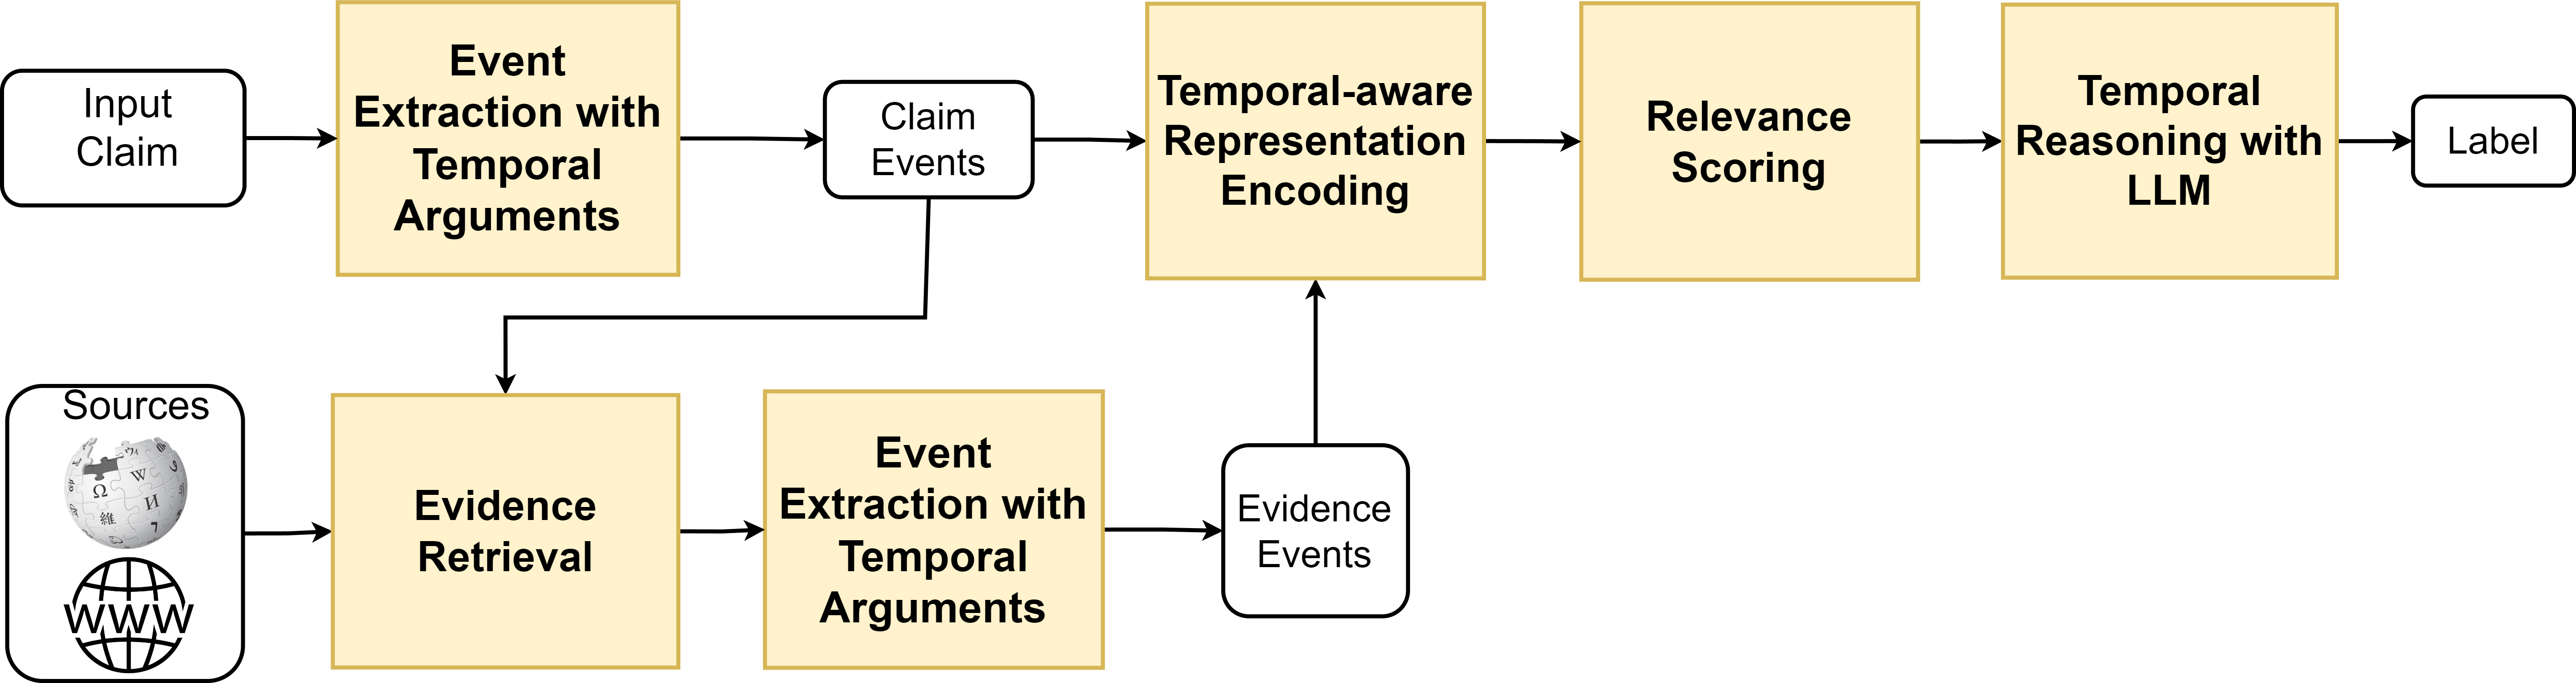 Input
Claim
Event
Extraction with
Temporal
Arguments
Claim
Events
Temporal-aware
Representation
Encoding
Relevance
Scoring
Temporal
Reasoning with
LLM
Label
Sources
W
Ω
И
維
WWW
Evidence
Retrieval
Event
Extraction with
Temporal
Arguments
Evidence
Events